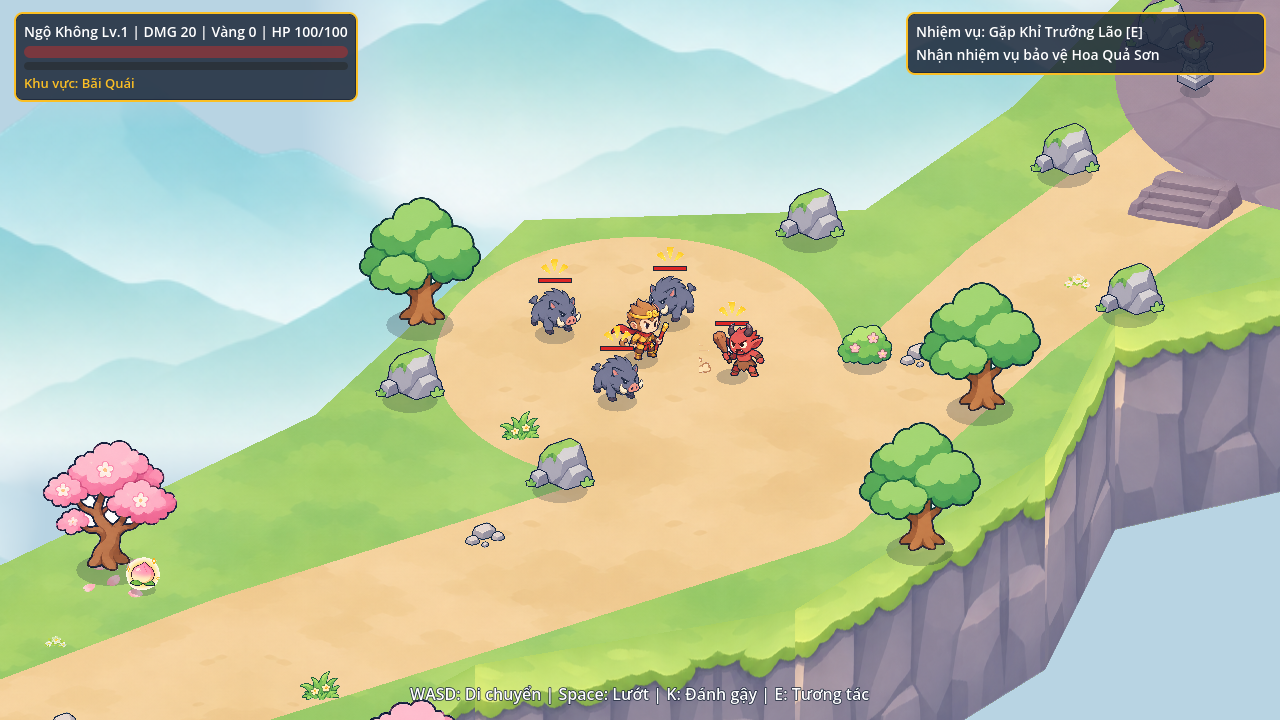 Ngộ Không Lv.1 | DMG 20 | Vàng 0 | HP 100/100
Khu vực: Bãi Quái
Nhiệm vụ: Gặp Khỉ Trưởng Lão [E]
Nhận nhiệm vụ bảo vệ Hoa Quả Sơn
WASD: Di chuyển | Space: Lướt | K: Đánh gậy | E: Tương tác